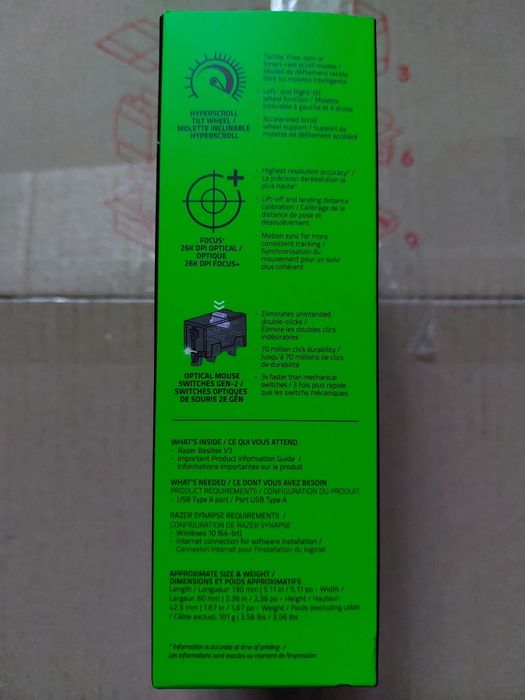 Tactile, Free-spin or
Smart-reel scroll modes /
Modes de défilement tactile,
libre ou molette intelligente
Left- and Right-tilt
wheel function / Molette
inclinable à gauche et à droite
Accelerated scroll
wheel support / Support de
molette de défilement accéléré
HYPERSCROLL
TILT WHEEL /
MOLETTE INCLINABLE
HYPERSCROLL
Highest resolution accuracy* /
La précision de résolution la
plus haute*
Lift-off and landing distance
calibration / Calibrage de la
distance de pose et
desoulèvement
Motion sync for more
consistent tracking /
Synchronisation du
mouvement pour un suivi
plus cohérent
FOCUS+
26K DPI OPTICAL /
OPTIQUE
26K DPI FOCUS+
- Eliminates unintended
double-clicks /
Élimine les doubles clics
indésirables
- 70 million click durability /
Jusqu'à 70 millions de clics
de durabilité
- 3x faster than mechanical
switches / 3 fois plus rapide
que les switchs mécaniques
OPTICAL MOUSE
SWITCHES GEN-2 /
SWITCHES OPTIQUES
DE SOURIS 2E GÉN
WHAT'S INSIDE / CE QUI VOUS ATTEND
- Razer Basilisk V3
- Important Product Information Guide /
Informations importantes sur le produit
WHAT'S NEEDED / CE DONT VOUS AVEZ BESOIN
PRODUCT REQUIREMENTS / CONFIGURATION DU PRODUIT
- USB Type A port / Port USB Type A
RAZER SYNAPSE REQUIREMENTS /
CONFIGURATION DE RAZER SYNAPSE
- Windows 10 (64-bit)
- Internet connection for software installation /
Connexion Internet pour l'installation du logiciel
APPROXIMATE SIZE & WEIGHT /
DIMENSIONS ET POIDS APPROXIMATIFS
Length / Longueur: 130 mm | 5.11 in / 5,11 po - Width /
Largeur: 60 mm | 2.36 in / 2,36 po - Height / Hauteur:
42.5 mm | 1.67 in / 1,67 po - Weight / Poids (excluding cable
/ Câble exclus): 101 g | 3.56 lbs / 3,56 lbs
* Information is accurate at time of printing. /
Les informations sont exactes au moment de l'impression
3
6
9